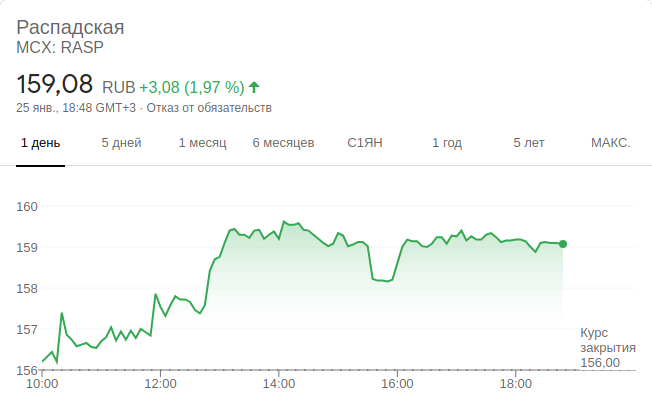 Распадская
MCX: RASP
159,08 RUB +3,08 (1,97 %)
25 янв., 18:48 GMT+3 · Отказ от обязательств
1 день 5 дней 1 месяц 6 месяцев С1ЯН 1 год 5 лет МАКС.
160
159
158
157
156
Курс
закрытия
156,00
10:00 12:00 14:00 16:00 18:00